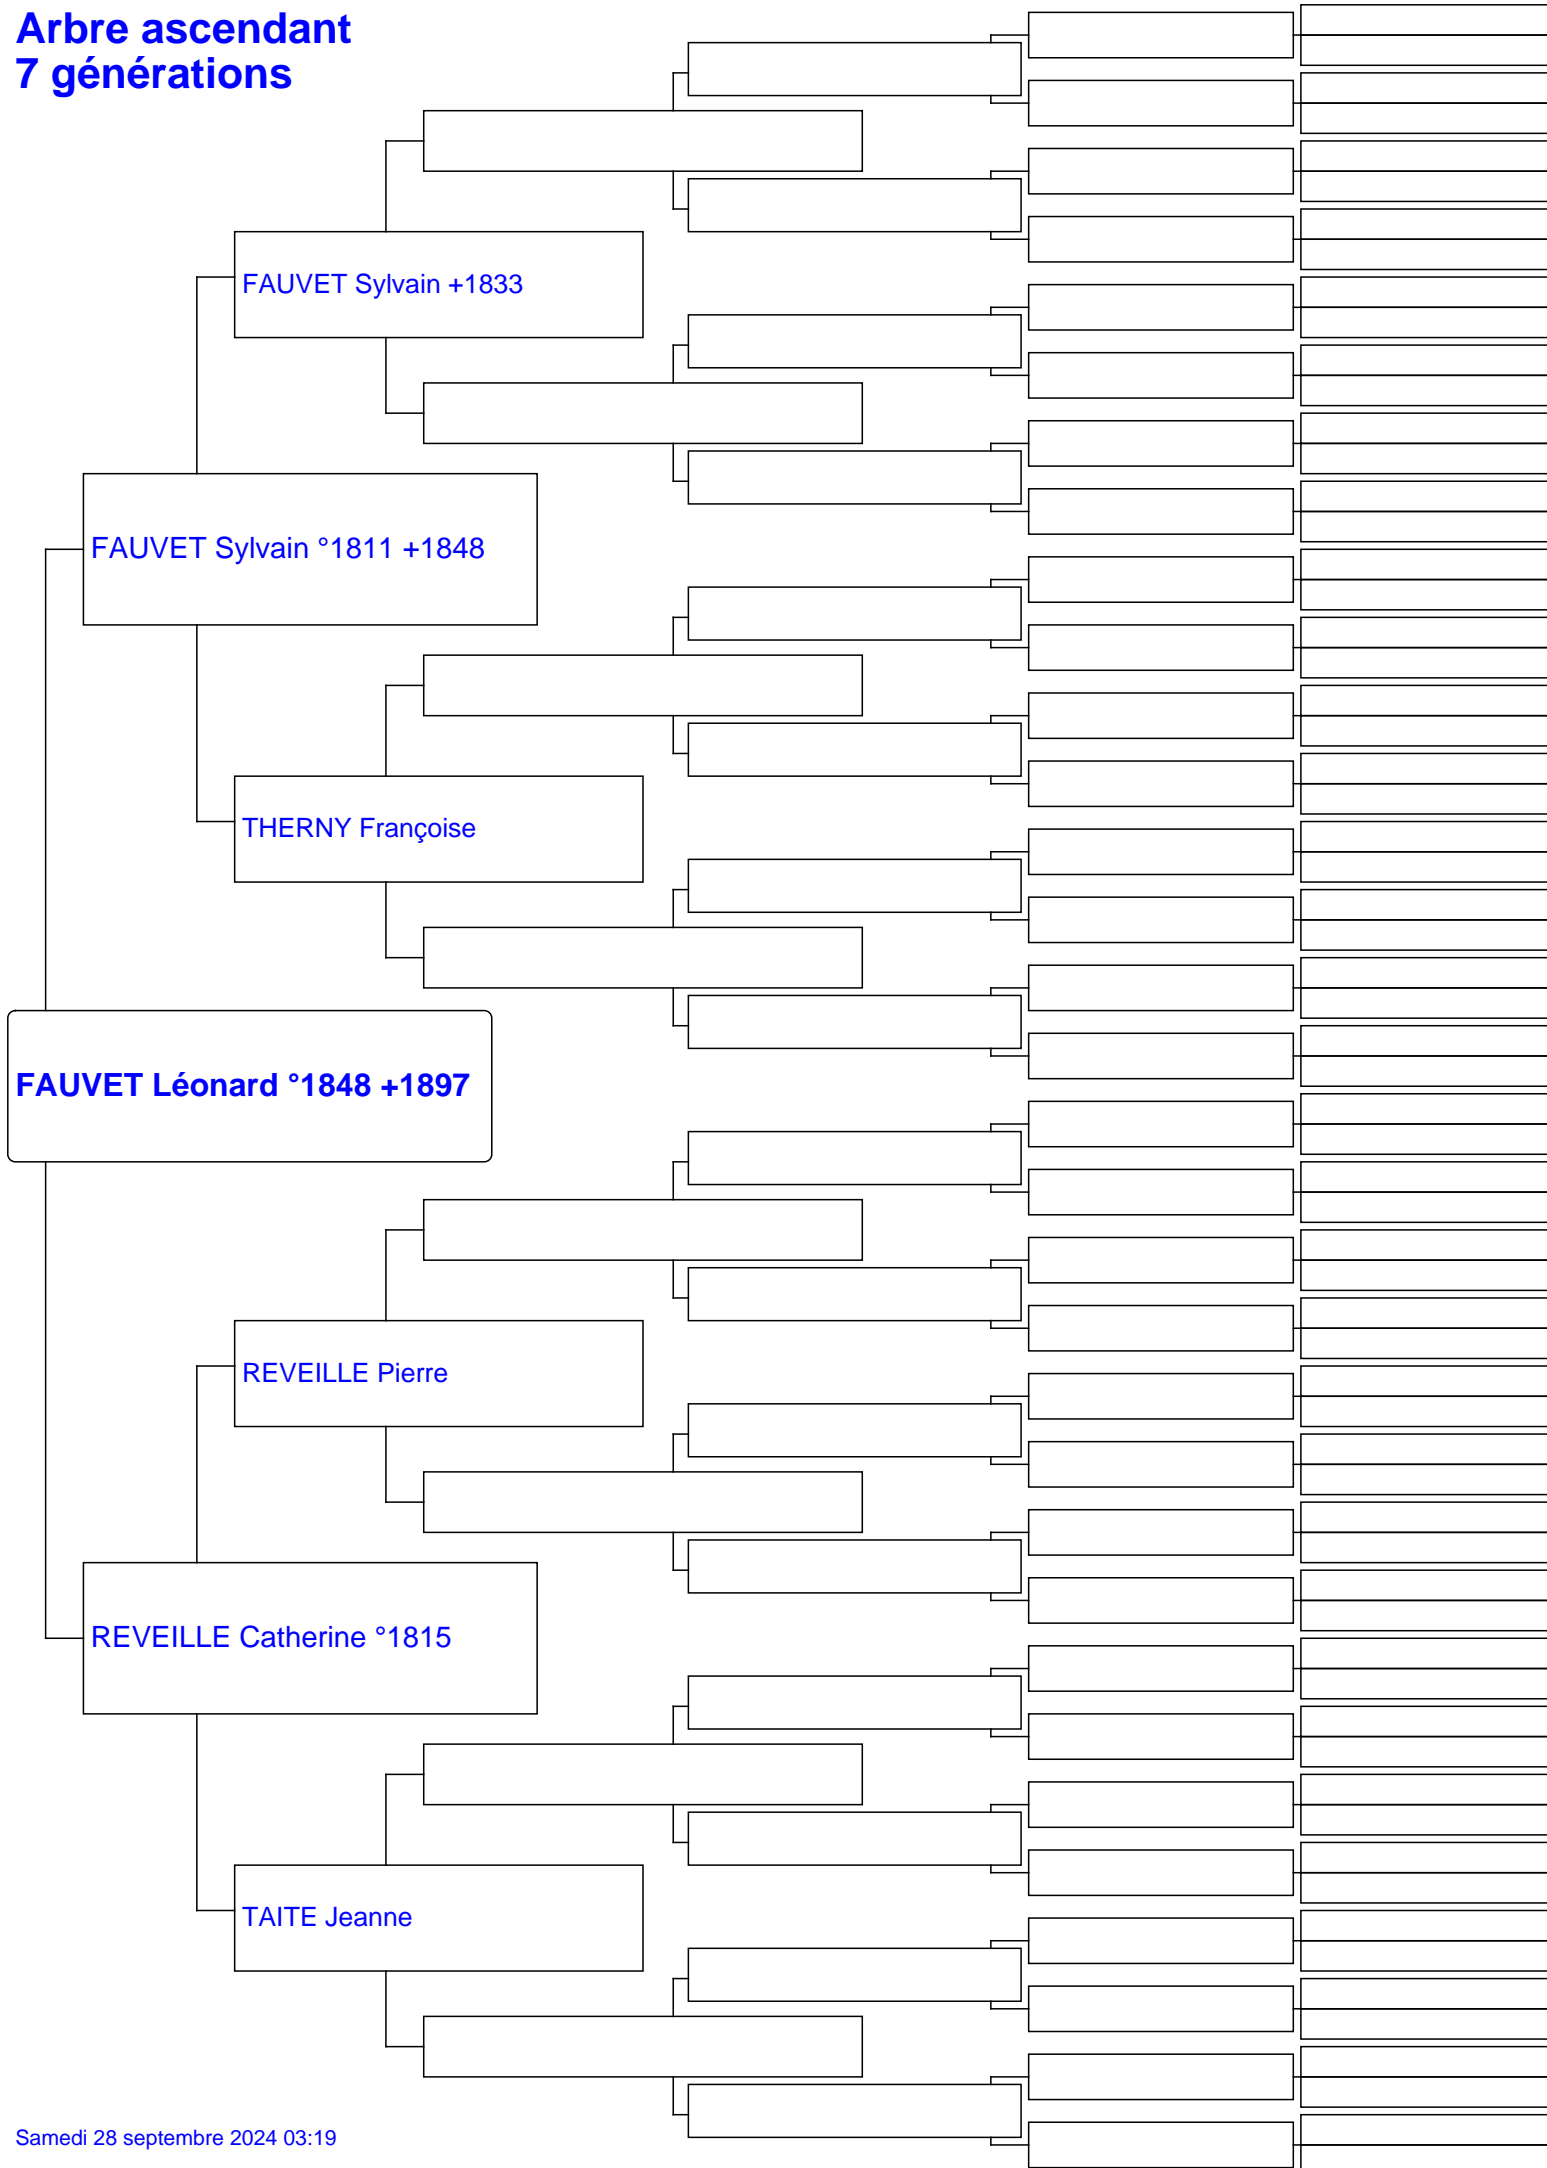 Arbre ascendant
7 générations
FAUVET Sylvain +1833
FAUVET Sylvain °1811 +1848
THERNY Françoise
FAUVET Léonard °1848 +1897
REVEILLE Pierre
REVEILLE Catherine °1815
TAITE Jeanne
Samedi 28 septembre 2024 03:19